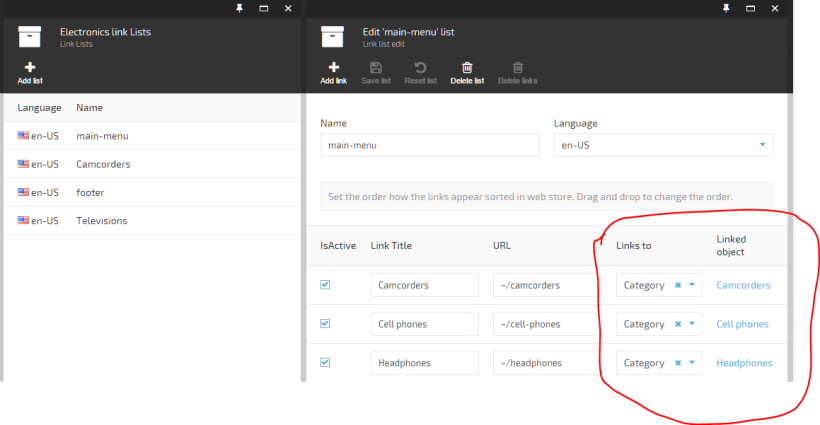 Electronics link Lists
Link Lists
Add list
Language Name
en-US main-menu
en-US Camcorders
en-US footer
en-US Televisions
Edit 'main-menu' list
Link list edit
Add link Save list Reset list Delete list Delete links
Name Language
main-menu en-US
Set the order how the links appear sorted in web store. Drag and drop to change the order.
IsActive Link Title URL Links to Linked
object
Camcorders ~/camcorders Category Camcorders
Cell phones ~/cell-phones Category Cell phones
Headphones ~/headphones Category Headphones